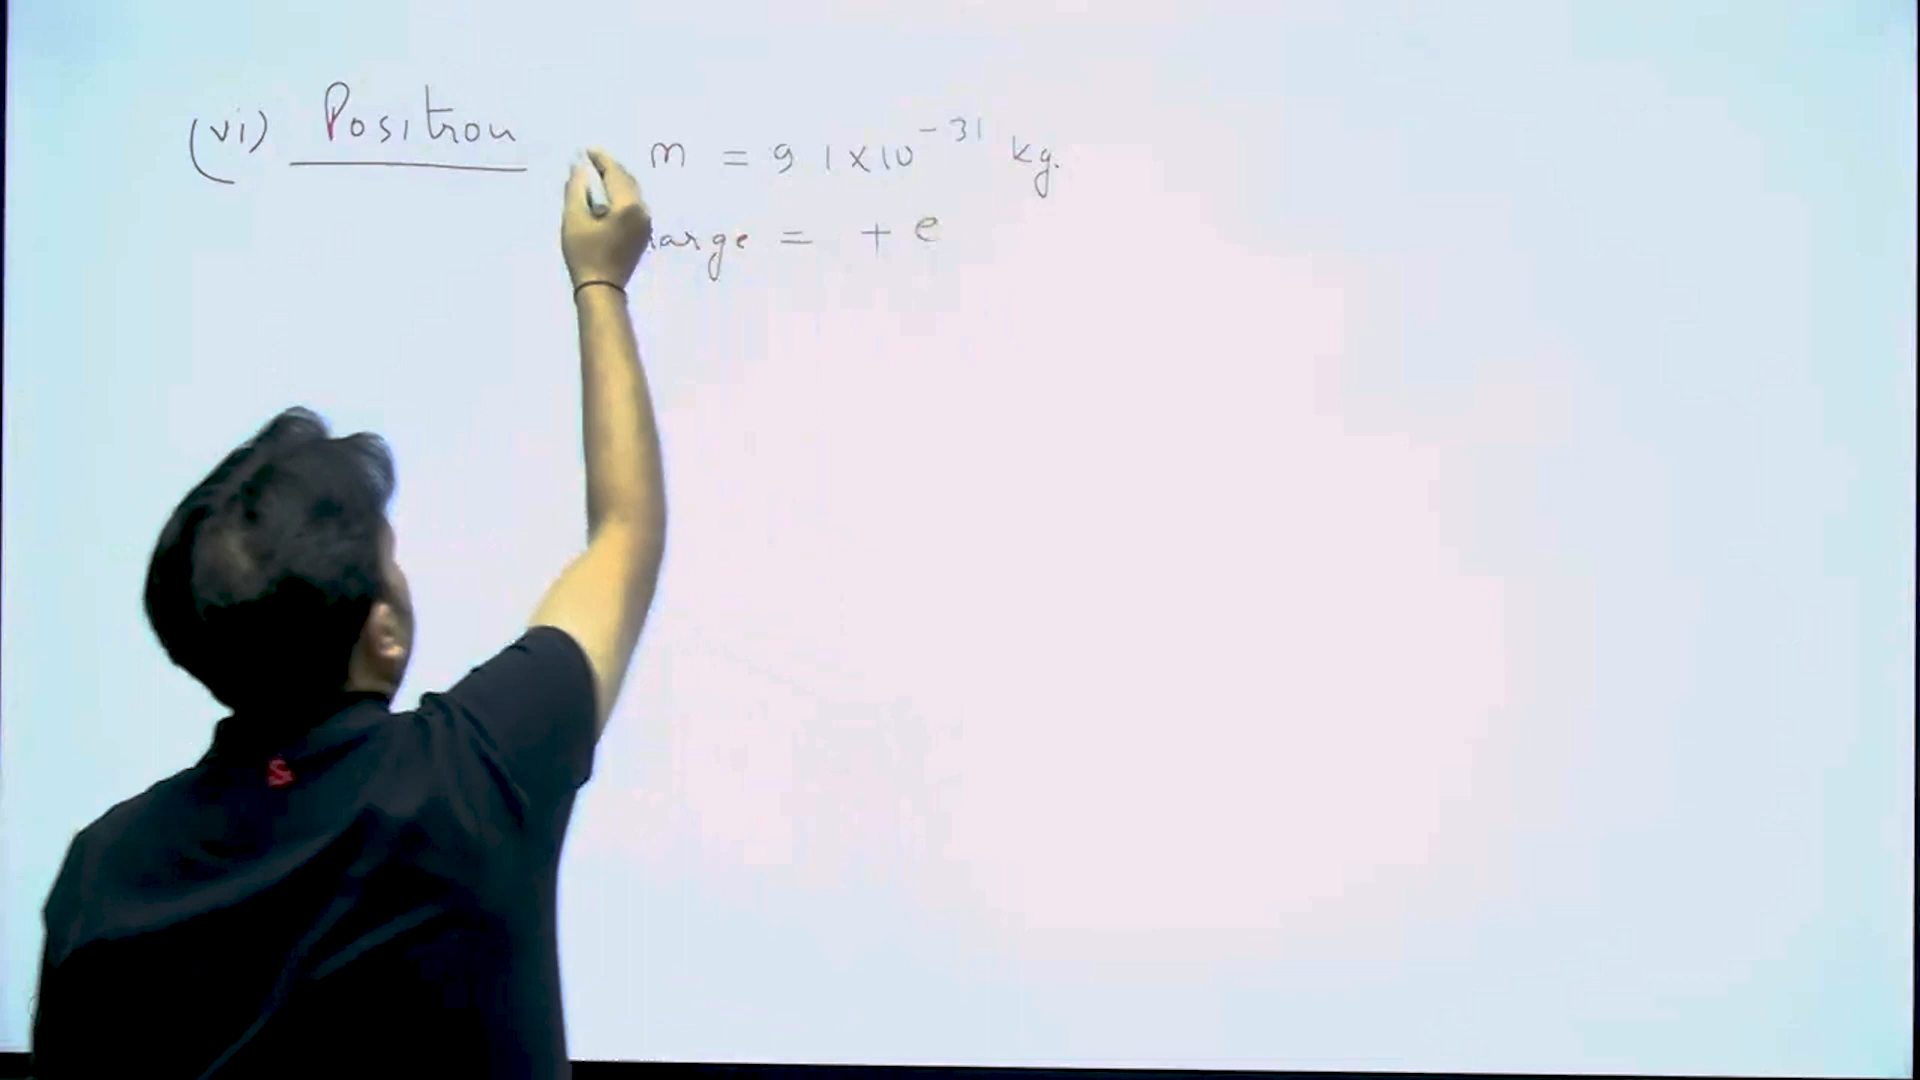 (vi) Positron m = 9 1 x 10⁻³¹ kg.
arge = + e